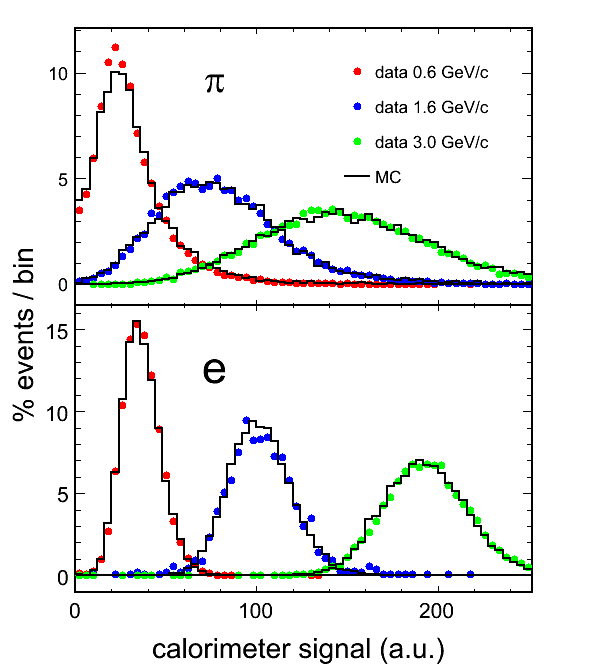 π
data 0.6 GeV/c
data 1.6 GeV/c
data 3.0 GeV/c
MC
10
5
0
e
15
10
5
0
0 100 200
% events / bin
calorimeter signal (a.u.)